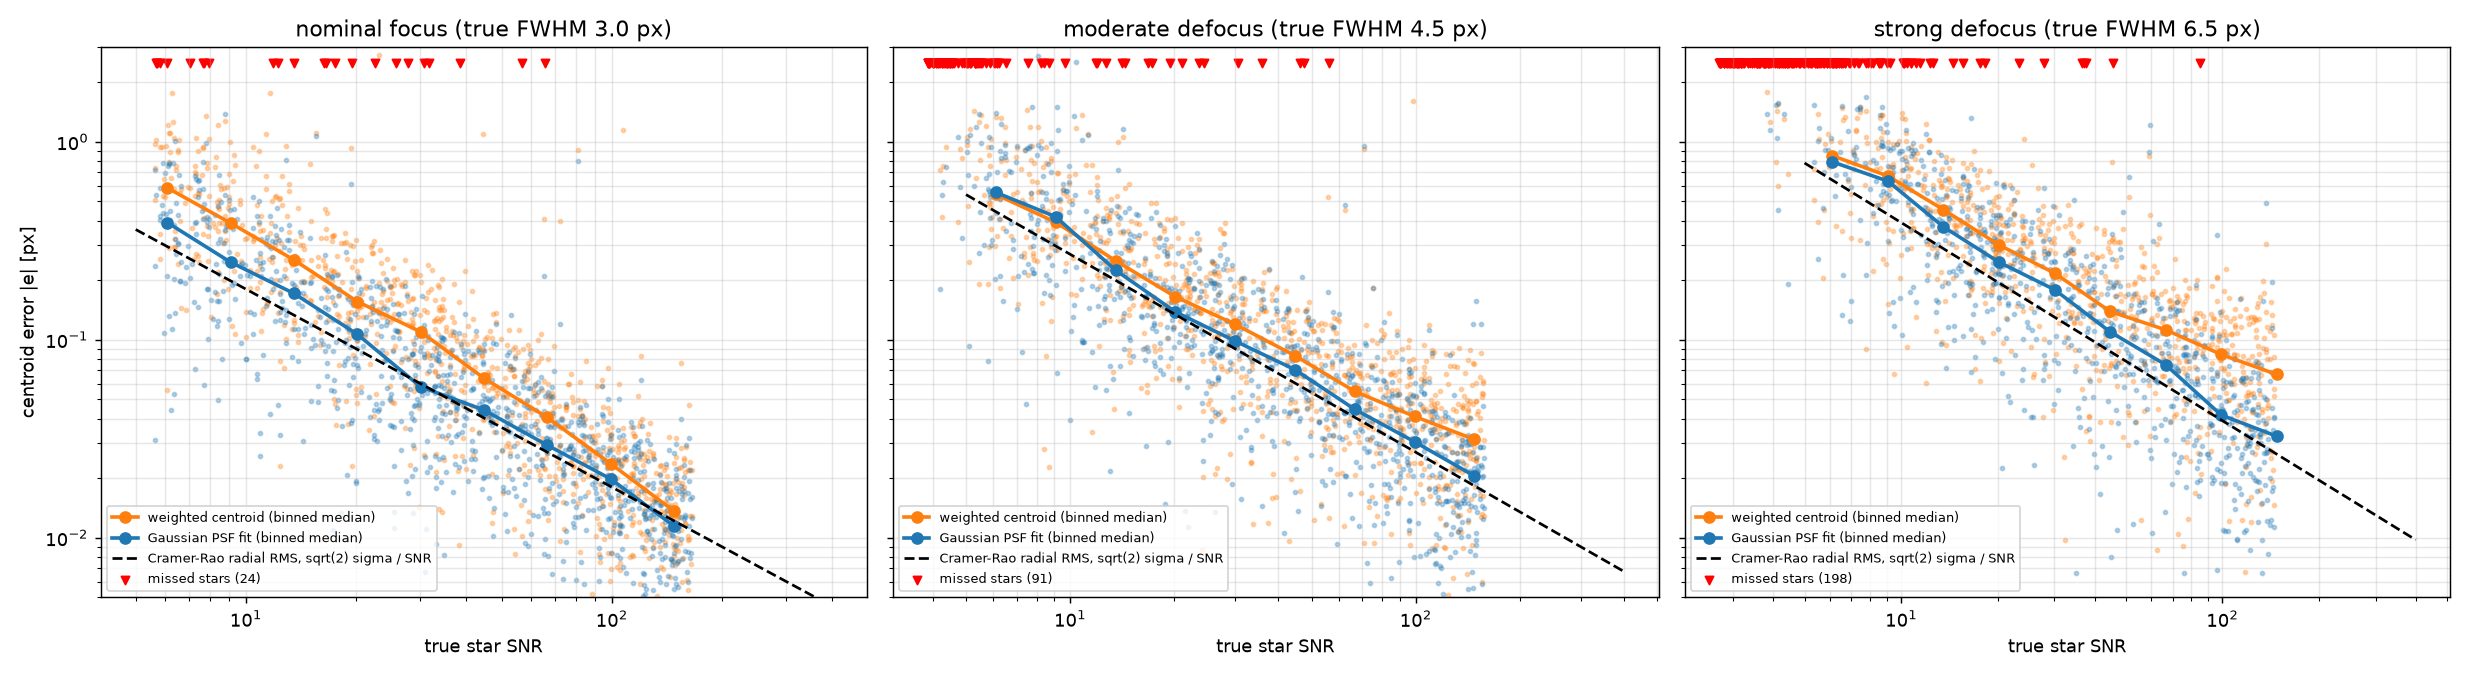 nominal focus (true FWHM 3.0 px)
moderate defocus (true FWHM 4.5 px)
strong defocus (true FWHM 6.5 px)
centroid error |e| [px]
10⁰
10⁻¹
10⁻²
weighted centroid (binned median)
Gaussian PSF fit (binned median)
Cramer-Rao radial RMS, sqrt(2) sigma / SNR
missed stars (24)
weighted centroid (binned median)
Gaussian PSF fit (binned median)
Cramer-Rao radial RMS, sqrt(2) sigma / SNR
missed stars (91)
weighted centroid (binned median)
Gaussian PSF fit (binned median)
Cramer-Rao radial RMS, sqrt(2) sigma / SNR
missed stars (198)
10¹ 10²
10¹ 10²
10¹ 10²
true star SNR
true star SNR
true star SNR